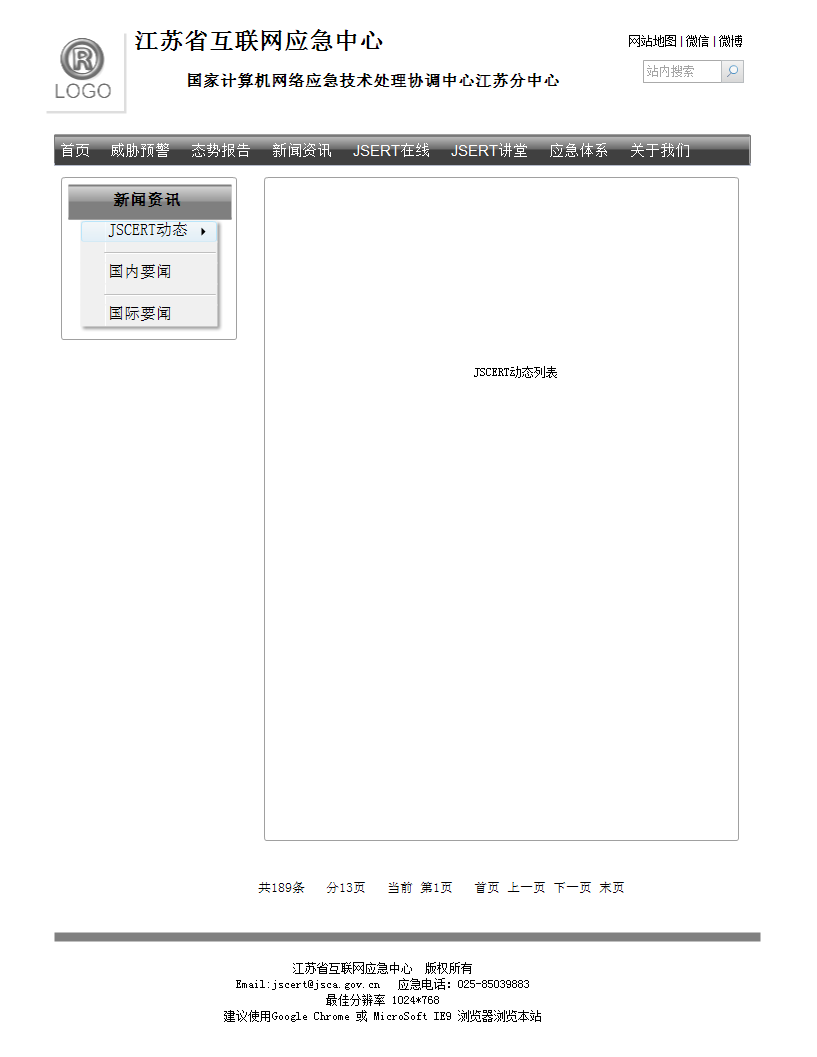 R
LOGO
江苏省互联网应急中心
国家计算机网络应急技术处理协调中心江苏分中心
网站地图 | 微信 | 微博
站内搜索
首页 威胁预警 态势报告 新闻资讯 JSERT在线 JSERT讲堂 应急体系 关于我们
新闻资讯
JSCERT动态
国内要闻
国际要闻
JSCERT动态列表
共189条 分13页 当前 第1页 首页 上一页 下一页 末页
江苏省互联网应急中心 版权所有
Email:jscert@jsca.gov.cn 应急电话: 025-85039883
最佳分辨率 1024*768
建议使用Google Chrome 或 MicroSoft IE9 浏览器浏览本站